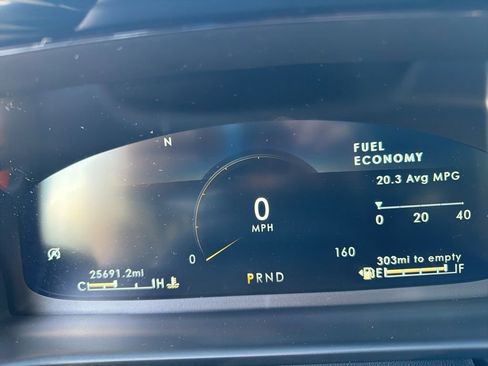 N
FUEL
ECONOMY
20.3 Avg MPG
0 20 40
0
MPH
0
160
25691.2mi
303mi to empty
C H
PRND
E F